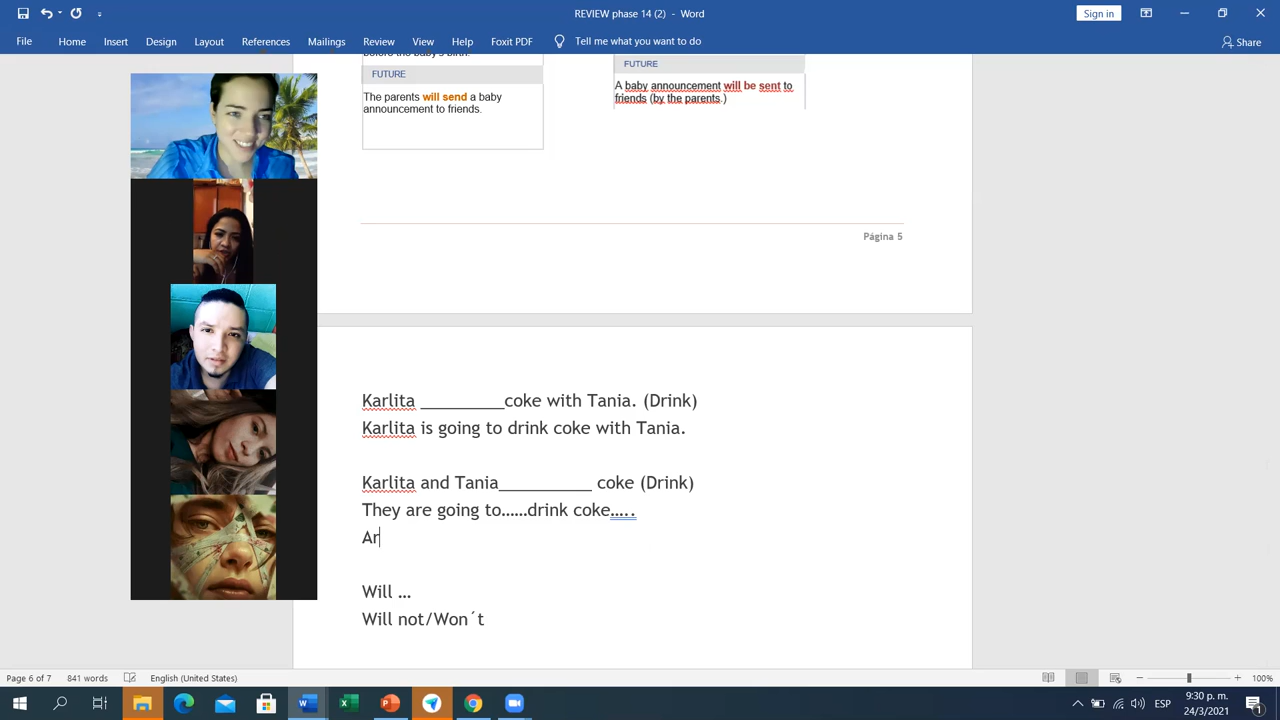 REVIEW phase 14 (2) - Word
Sign in
File Home Insert Design Layout References Mailings Review View Help Foxit PDF Tell me what you want to do Share
before the baby's birth.
FUTURE
The parents will send a baby
announcement to friends.
FUTURE
A baby announcement will be sent to
friends (by the parents.)
Página 5
Karlita _________coke with Tania. (Drink)
Karlita is going to drink coke with Tania.
Karlita and Tania__________ coke (Drink)
They are going to……drink coke…..
Ar
Will …
Will not/Won´t
Page 6 of 7 841 words English (United States) 100%
ESP
9:30 p. m.
24/3/2021